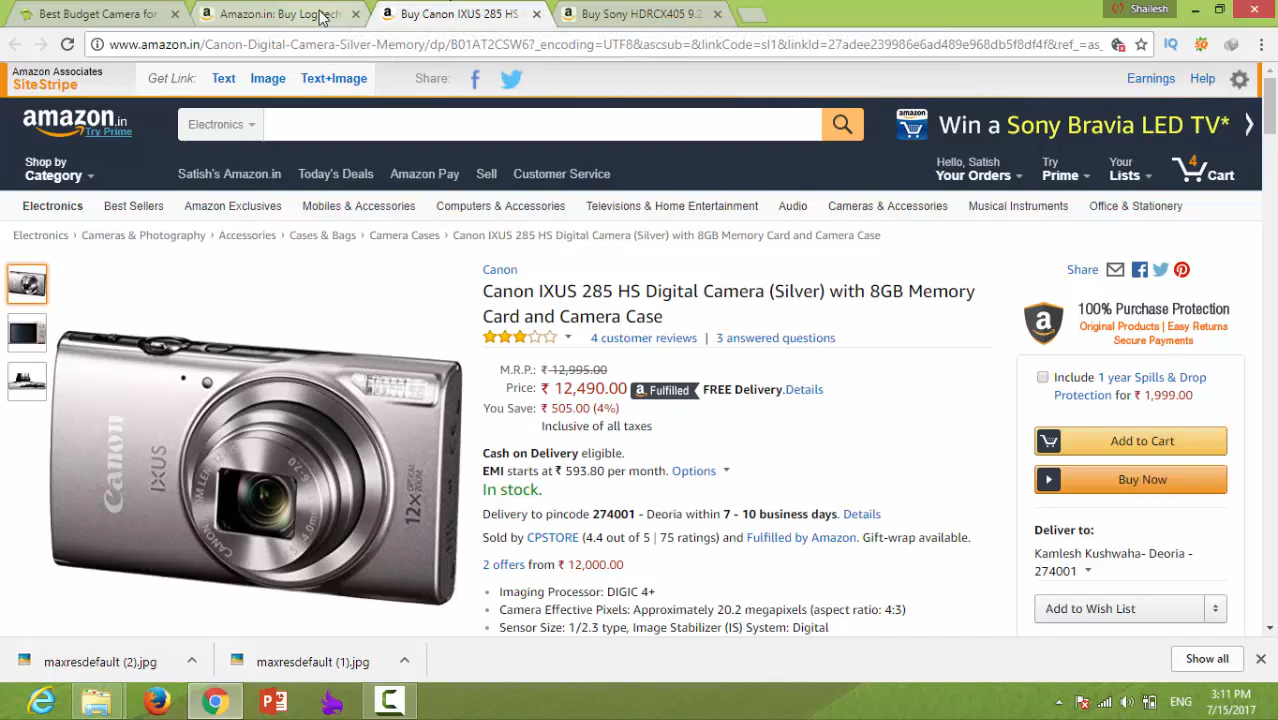 Best Budget Camera for
Amazon.in: Buy Logitech
Buy Canon IXUS 285 HS
Buy Sony HDRCX405 9.2
Shailesh
www.amazon.in/Canon-Digital-Camera-Silver-Memory/dp/B01AT2CSW6?_encoding=UTF8&ascsub=&linkCode=sl1&linkId=27adee239986e6ad489e968db5f8df4f&ref_=as_
Amazon Associates
SiteStripe
Get Link: Text Image Text+Image
Share:
Earnings Help
amazon.in
Try Prime
Electronics
amazon
Win a Sony Bravia LED TV*
Shop by
Category
Satish's Amazon.in Today's Deals Amazon Pay Sell Customer Service
Hello, Satish
Your Orders
Try
Prime
Your
Lists
4
Cart
Electronics Best Sellers Amazon Exclusives Mobiles & Accessories Computers & Accessories Televisions & Home Entertainment Audio Cameras & Accessories Musical Instruments Office & Stationery
Electronics › Cameras & Photography › Accessories › Cases & Bags › Camera Cases › Canon IXUS 285 HS Digital Camera (Silver) with 8GB Memory Card and Camera Case
Canon
Canon IXUS 285 HS Digital Camera (Silver) with 8GB Memory
Card and Camera Case
4 customer reviews | 3 answered questions
M.R.P.: ₹ 12,995.00
Price: ₹ 12,490.00 a Fulfilled FREE Delivery.Details
You Save: ₹ 505.00 (4%)
Inclusive of all taxes
Cash on Delivery eligible.
EMI starts at ₹ 593.80 per month. Options
In stock.
Delivery to pincode 274001 - Deoria within 7 - 10 business days. Details
Sold by CPSTORE (4.4 out of 5 | 75 ratings) and Fulfilled by Amazon. Gift-wrap available.
2 offers from ₹ 12,000.00
• Imaging Processor: DIGIC 4+
• Camera Effective Pixels: Approximately 20.2 megapixels (aspect ratio: 4:3)
• Sensor Size: 1/2.3 type, Image Stabilizer (IS) System: Digital
Canon
IXUS
12× OPTICAL ZOOM
Share
100% Purchase Protection
Original Products | Easy Returns
Secure Payments
Include 1 year Spills & Drop
Protection for ₹ 1,999.00
Add to Cart
Buy Now
Deliver to:
Kamlesh Kushwaha- Deoria -
274001
Add to Wish List
maxresdefault (2).jpg
maxresdefault (1).jpg
Show all
ENG
3:11 PM
7/15/2017